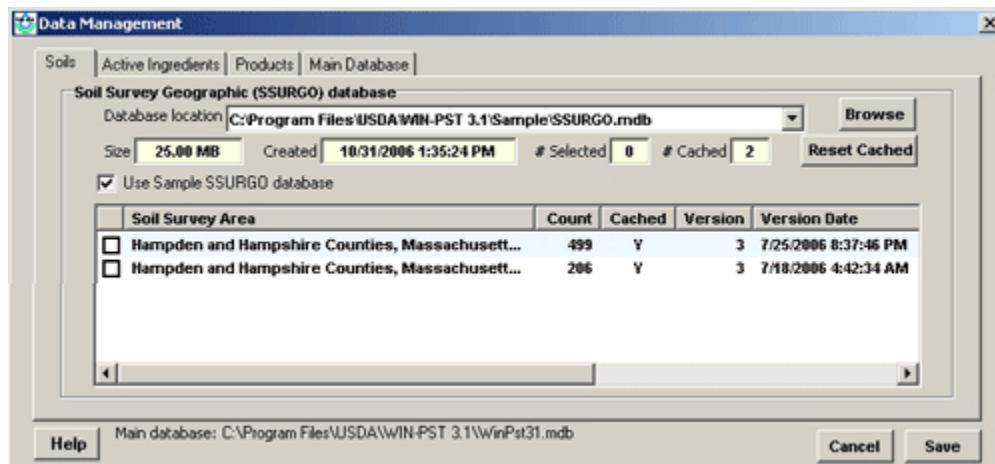 Data Management
Soils Active Ingredients Products Main Database
Soil Survey Geographic (SSURGO) database
Database location C:\Program Files\USDA\WIN-PST 3.1\Sample\SSURGO.mdb Browse
Size 25.00 MB Created 10/31/2006 1:35:24 PM # Selected 0 # Cached 2 Reset Cached
Use Sample SSURGO database
Soil Survey Area Count Cached Version Version Date
Hampden and Hampshire Counties, Massachusett... 499 Y 3 7/25/2006 8:37:46 PM
Hampden and Hampshire Counties, Massachusett... 206 Y 3 7/18/2006 4:42:34 AM
Help Main database: C:\Program Files\USDA\WIN-PST 3.1\WinPst31.mdb Cancel Save